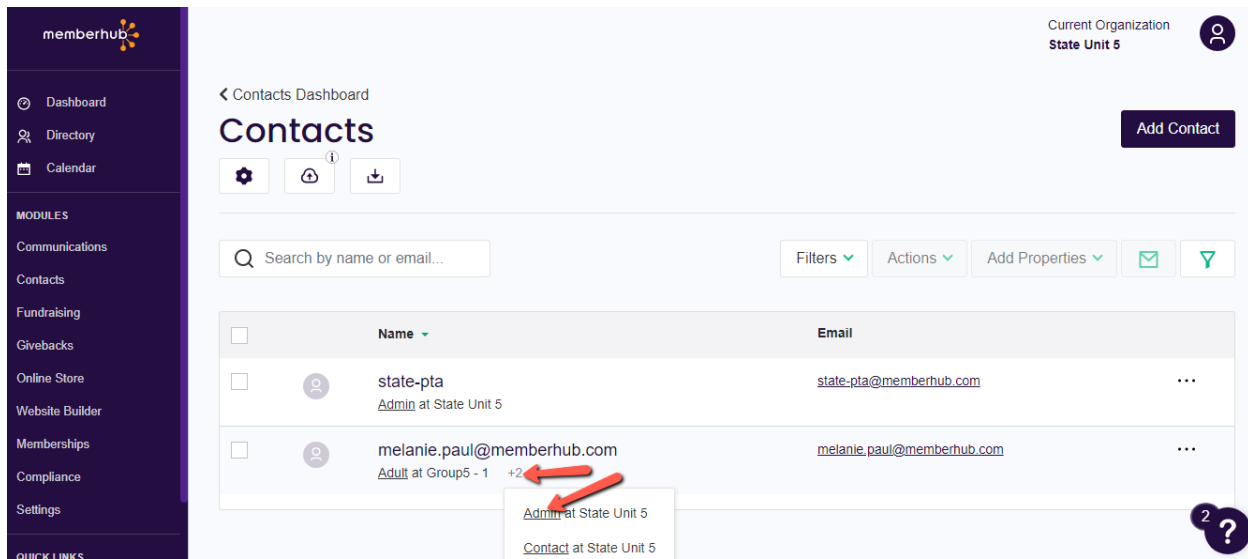 memberhub
Current Organization
State Unit 5
Dashboard
Directory
Calendar
MODULES
Communications
Contacts
Fundraising
Givebacks
Online Store
Website Builder
Memberships
Compliance
Settings
QUICK LINKS
Contacts Dashboard
Contacts
Add Contact
i
Search by name or email...
Filters
Actions
Add Properties
Name
Email
state-pta
state-pta@memberhub.com
...
Admin at State Unit 5
melanie.paul@memberhub.com
melanie.paul@memberhub.com
...
Adult at Group5 - 1 +2
Admin at State Unit 5
Contact at State Unit 5
2
?